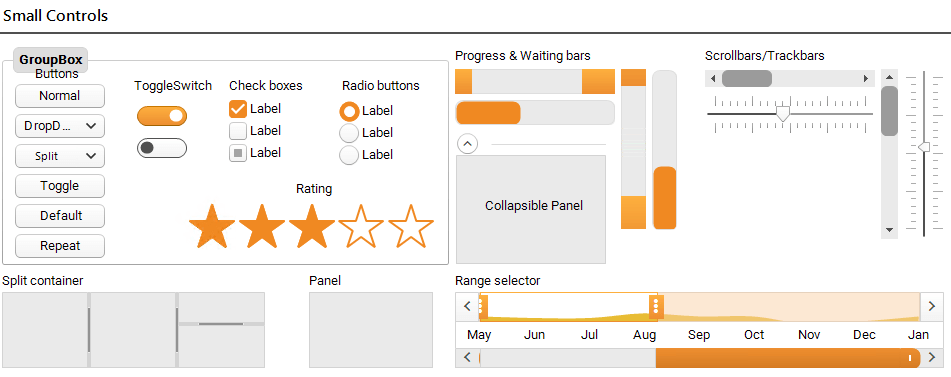 Small Controls
GroupBox
Buttons
Normal
DropD...
Split
Toggle
Default
Repeat
ToggleSwitch
Check boxes
Label
Label
Label
Radio buttons
Label
Label
Label
Rating
Progress & Waiting bars
Collapsible Panel
Scrollbars/Trackbars
Split container
Panel
Range selector
May Jun Jul Aug Sep Oct Nov Dec Jan